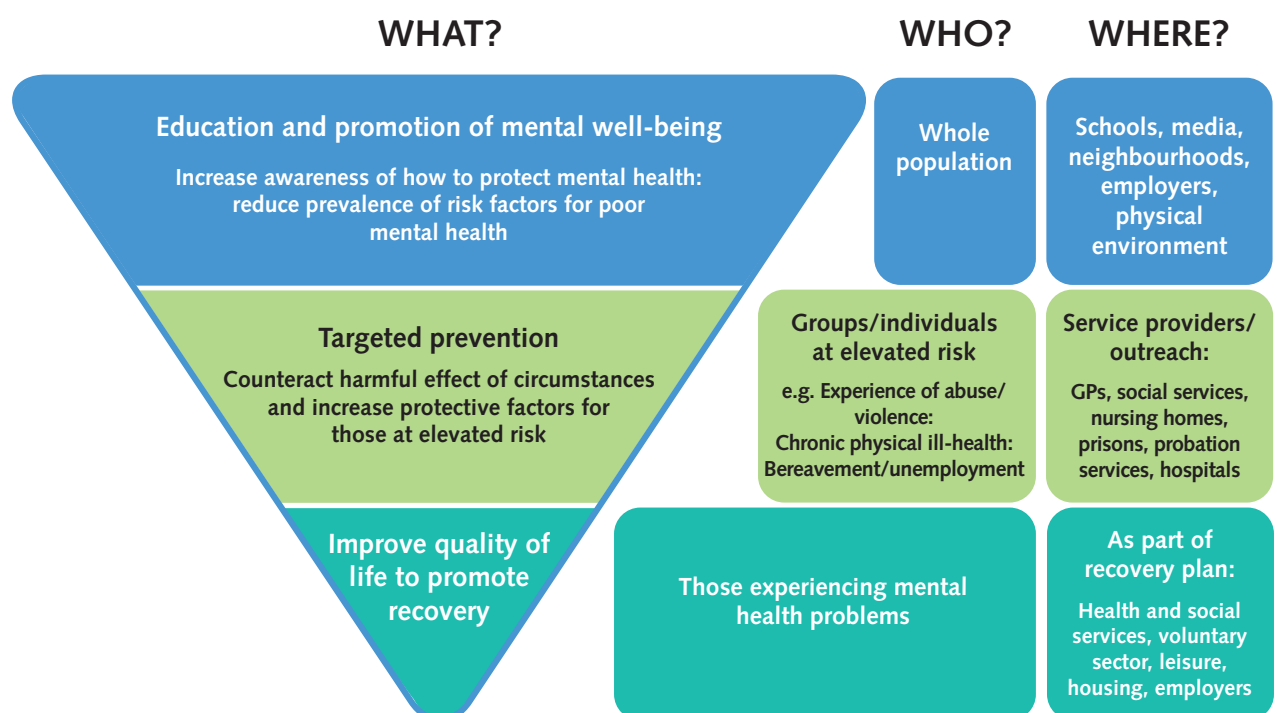 WHAT?
WHO?
WHERE?
Education and promotion of mental well-being
Increase awareness of how to protect mental health:
reduce prevalence of risk factors for poor
mental health
Whole
population
Schools, media,
neighbourhoods,
employers,
physical
environment
Targeted prevention
Counteract harmful effect of circumstances
and increase protective factors for
those at elevated risk
Groups/individuals
at elevated risk
e.g. Experience of abuse/
violence:
Chronic physical ill-health:
Bereavement/unemployment
Service providers/
outreach:
GPs, social services,
nursing homes,
prisons, probation
services, hospitals
Improve quality of
life to promote
recovery
Those experiencing mental
health problems
As part of
recovery plan:
Health and social
services, voluntary
sector, leisure,
housing, employers